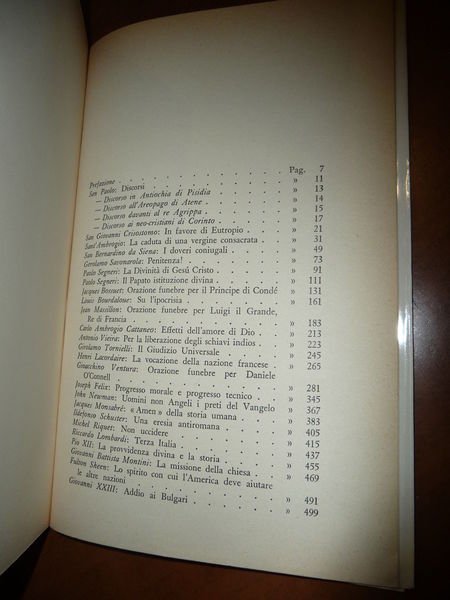 Prefazione . . . . . . . . . . Pag. 7
San Paolo: Discorsi . . . . . . . . . » 11
— Discorso in Antiochia di Pisidia . . . . . . » 13
— Discorso all'Areopago di Atene . . . . . . » 14
— Discorso davanti al re Agrippa . . . . . . » 15
— Discorso ai neo-cristiani di Corinto . . . . . » 17
San Giovanni Crisostomo: In favore di Eutropio . . . » 21
Sant'Ambrogio: La caduta di una vergine consacrata . . » 31
San Bernardino da Siena: I doveri coniugali . . . . » 49
Gerolamo Savonarola: Penitenza! . . . . . . » 73
Paolo Segneri: La Divinità di Gesú Cristo . . . . » 91
Paolo Segneri: Il Papato istituzione divina . . . . » 111
Jacques Bossuet: Orazione funebre per il Principe di Condé » 131
Louis Bourdaloue: Su l'ipocrisia . . . . . . » 161
Jean Massillon: Orazione funebre per Luigi il Grande,
Re di Francia . . . . . . . . . » 183
Carlo Ambrogio Cattaneo: Effetti dell'amore di Dio . . » 213
Antonio Vieira: Per la liberazione degli schiavi indios . » 223
Girolamo Tornielli: Il Giudizio Universale . . . . » 245
Henri Lacordaire: La vocazione della nazione francese . » 265
Gioacchino Ventura: Orazione funebre per Daniele
O'Connell . . . . . . . . . . » 281
Joseph Felix: Progresso morale e progresso tecnico . . » 345
John Newman: Uomini non Angeli i preti del Vangelo » 367
Jacques Monsabré: « Amen » della storia umana . . . » 383
Ildefonso Schuster: Una eresia antiromana . . . . » 405
Michel Riquet: Non uccidere . . . . . . . » 415
Riccardo Lombardi: Terza Italia . . . . . . » 437
Pio XII: La provvidenza divina e la storia . . . . » 455
Giovanni Battista Montini: La missione della chiesa . . » 469
Fulton Sheen: Lo spirito con cui l'America deve aiutare
le altre nazioni . . . . . . . . » 491
Giovanni XXIII: Addio ai Bulgari . . . . . » 499